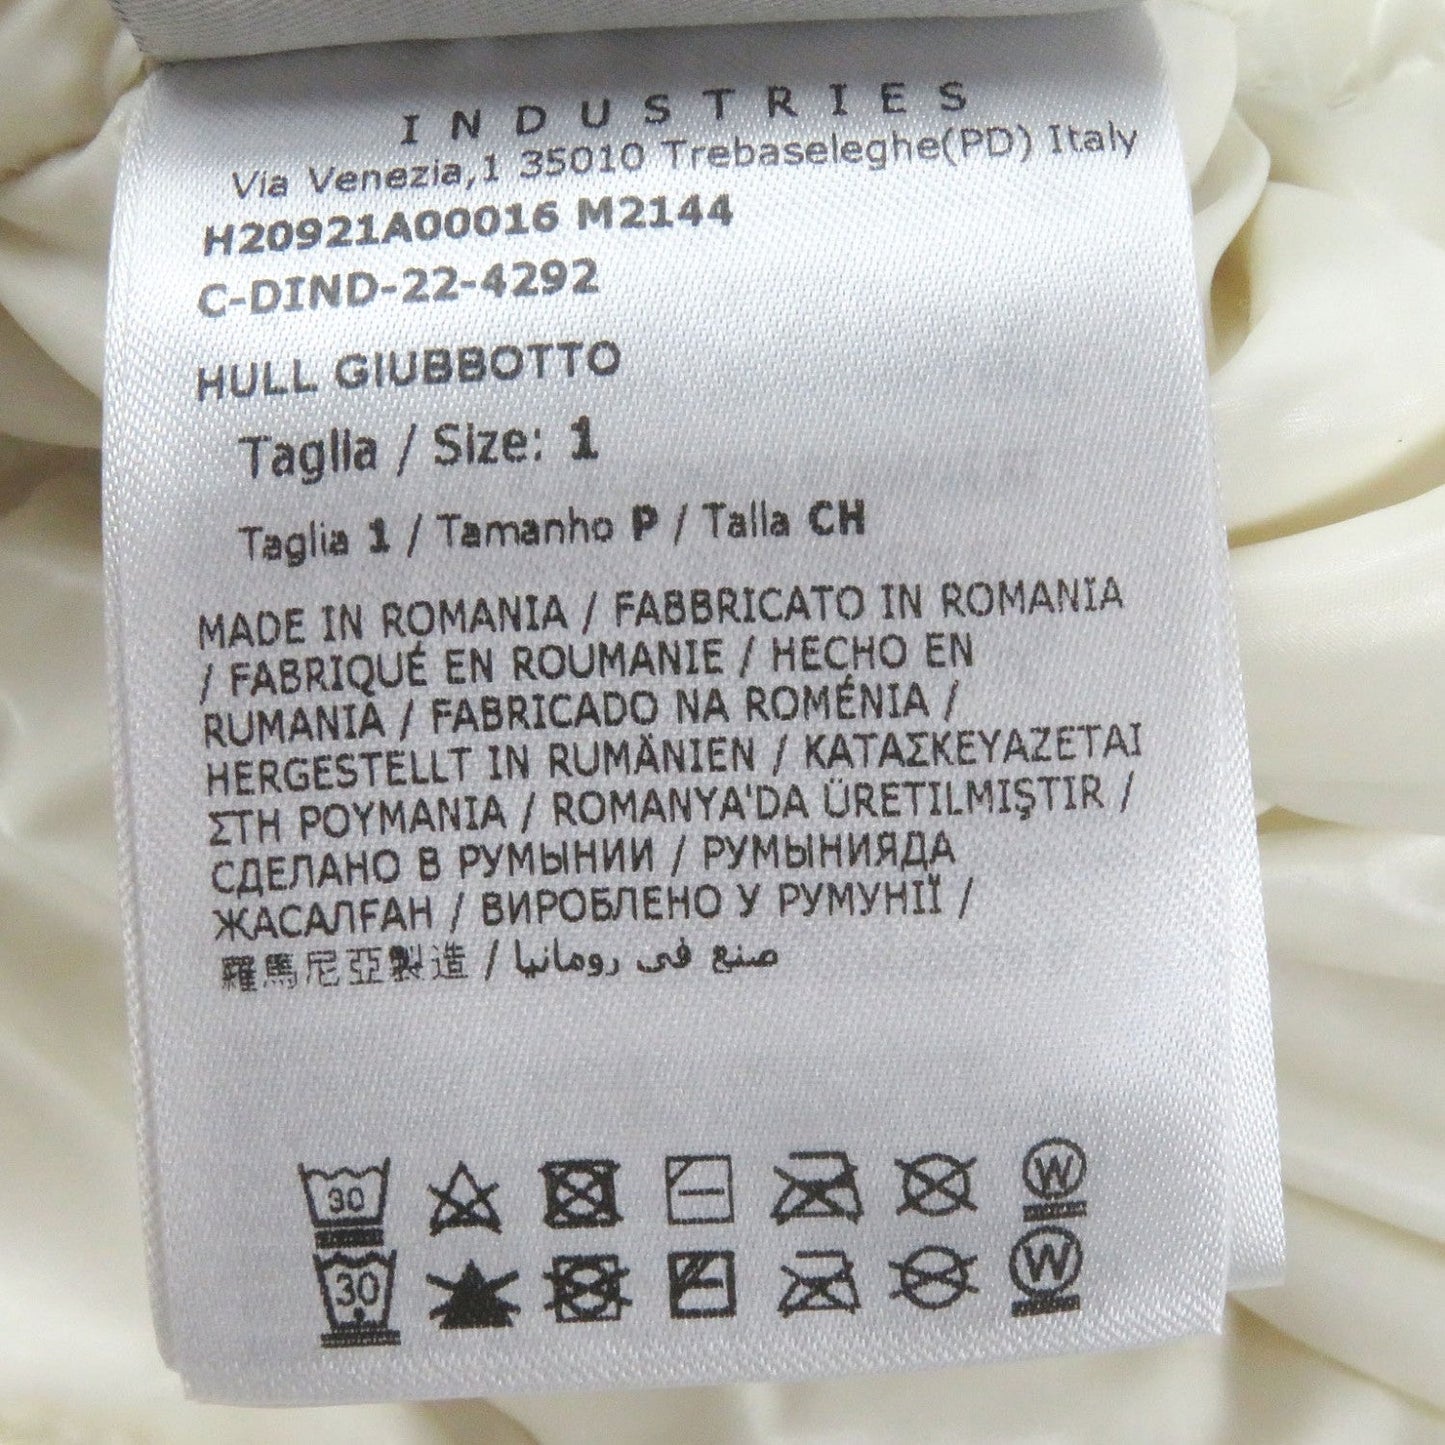 INDUSTRIES
Via Venezia,1 35010 Trebaseleghe(PD) Italy
H20921A00016 M2144
C-DIND-22-4292
HULL GIUBBOTTO
Taglia / Size: 1
Taglia 1 / Tamanho P / Talla CH
MADE IN ROMANIA / FABBRICATO IN ROMANIA
/ FABRIQUÉ EN ROUMANIE / HECHO EN
RUMANIA / FABRICADO NA ROMÉNIA /
HERGESTELLT IN RUMÄNIEN / ΚΑΤΑΣΚΕΥΑΖΕΤΑΙ
ΣΤΗ ΡΟΥΜΑΝΙΑ / ROMANYA'DA ÜRETILMIŞTIR /
СДЕЛАНО В РУМЫНИИ / РУМЫНИЯДА
ЖАСАЛҒАН / ВИРОБЛЕНО У РУМУНІЇ /
羅馬尼亞製造 / صنع في رومانيا
30 W
30 W